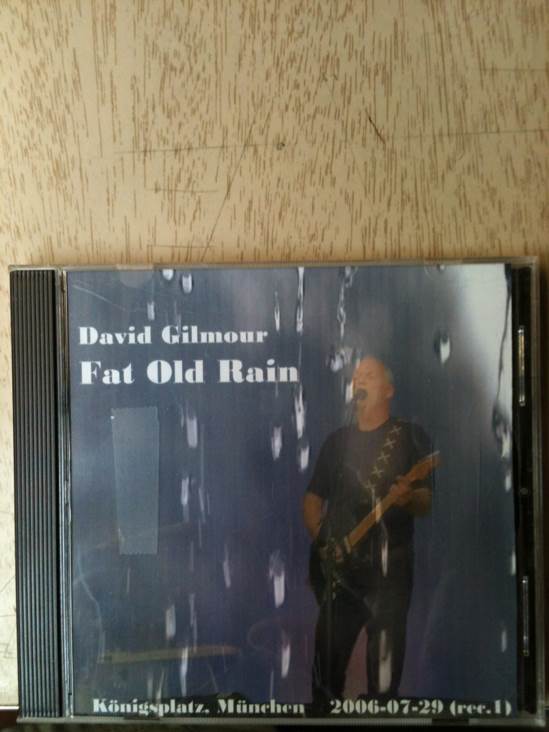 David Gilmour
Fat Old Rain
Königsplatz, München 2006-07-29 (rec.1)